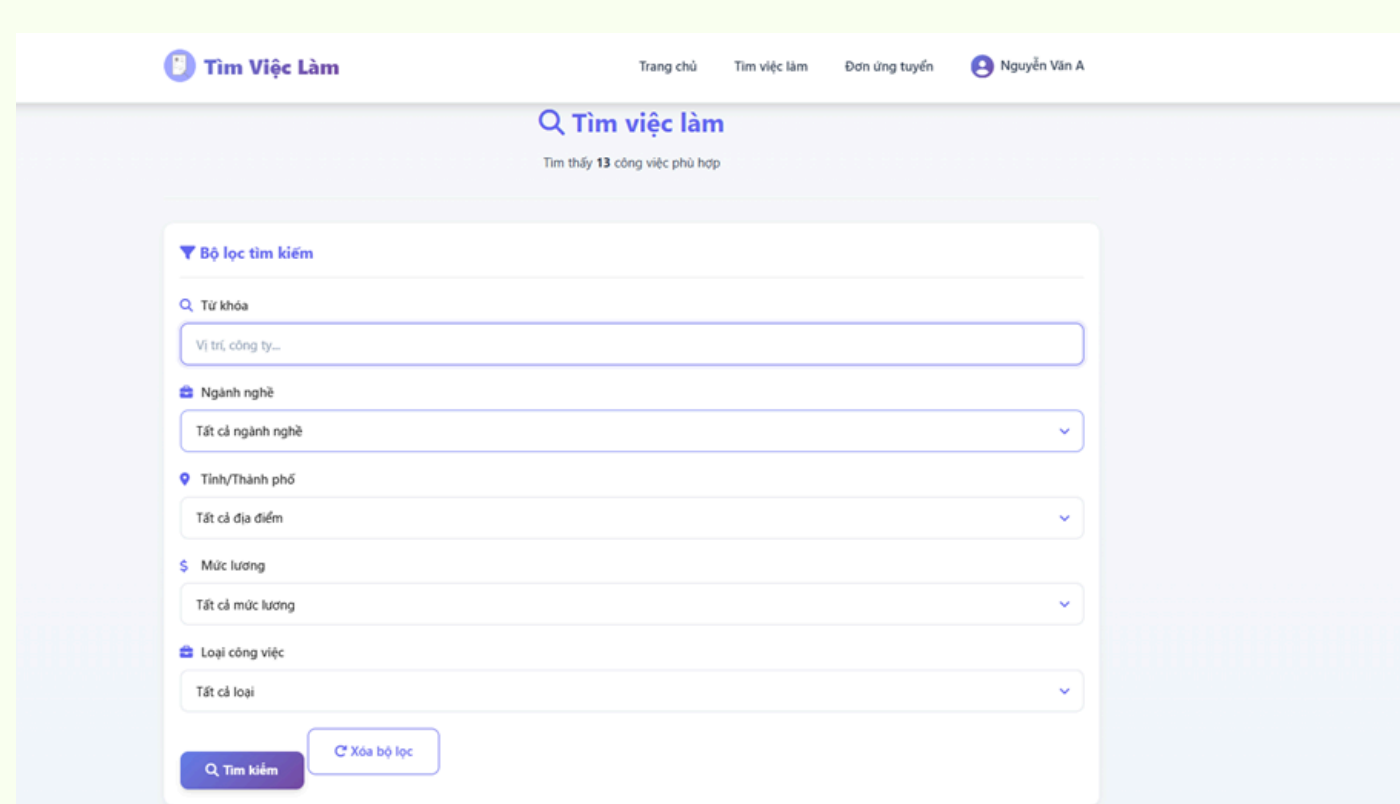 Tìm Việc Làm Trang chủ Tìm việc làm Đơn ứng tuyển Nguyễn Văn A
Tìm việc làm
Tìm thấy 13 công việc phù hợp
Bộ lọc tìm kiếm
Từ khóa
Vị trí, công ty...
Ngành nghề
Tất cả ngành nghề
Tỉnh/Thành phố
Tất cả địa điểm
$ Mức lương
Tất cả mức lương
Loại công việc
Tất cả loại
Xóa bộ lọc
Tìm kiếm